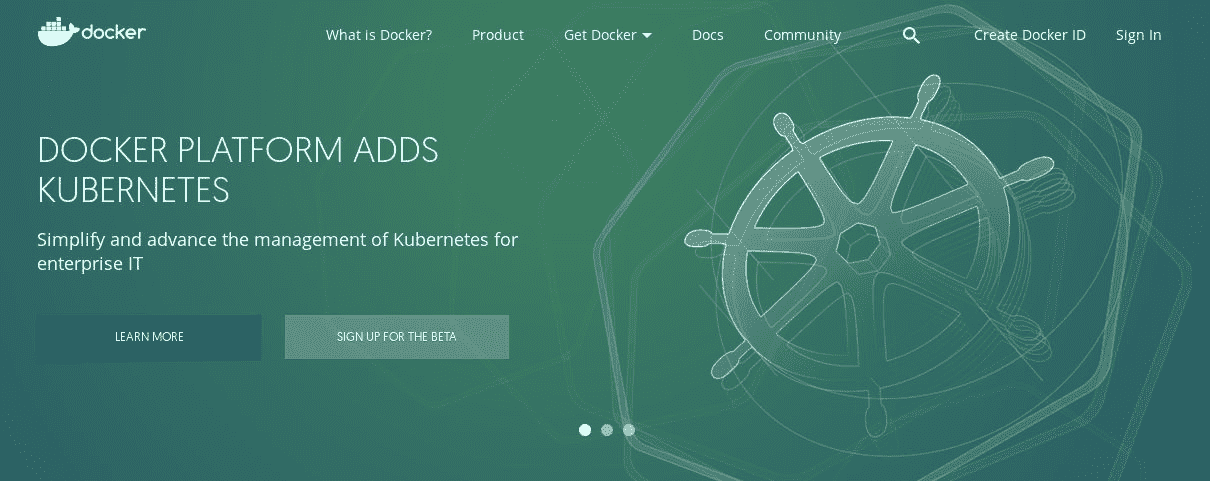 docker
What is Docker?
Product
Get Docker
Docs
Community
Create Docker ID
Sign In
DOCKER PLATFORM ADDS
KUBERNETES
Simplify and advance the management of Kubernetes for
enterprise IT
LEARN MORE
SIGN UP FOR THE BETA